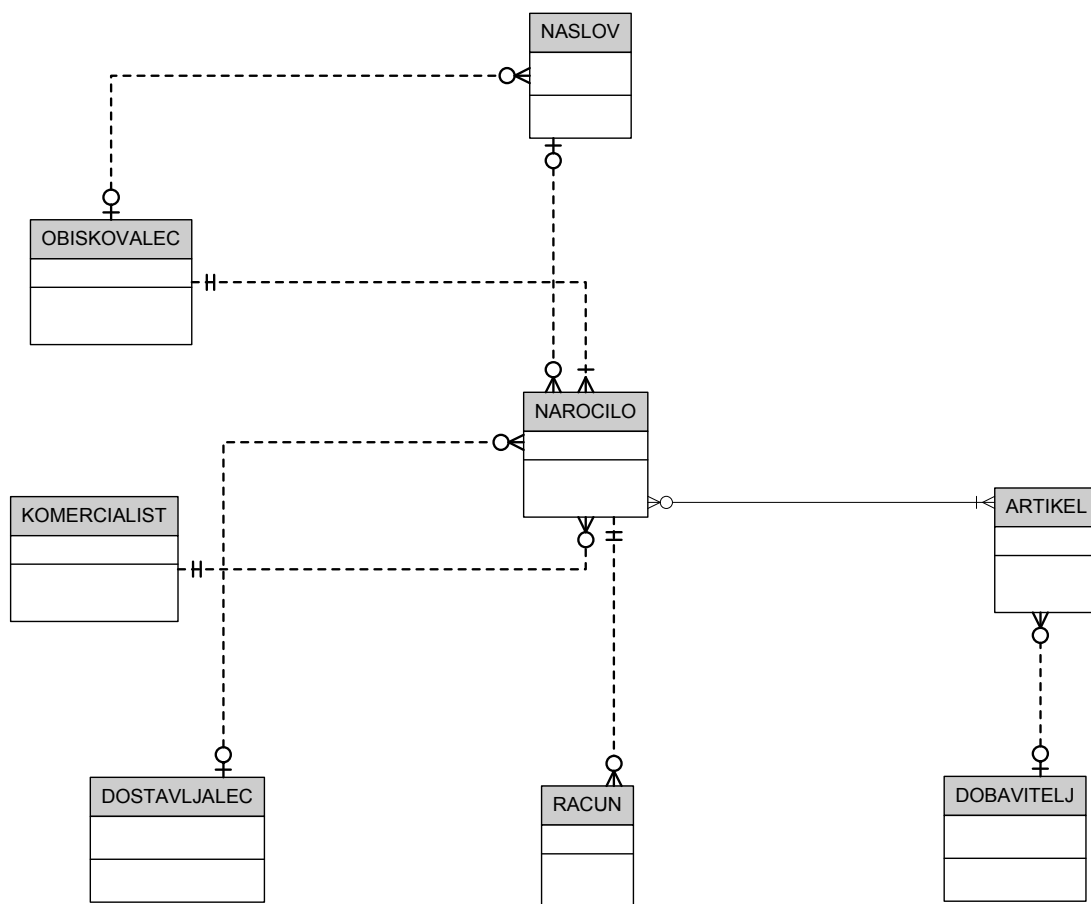 NASLOV
OBISKOVALEC
NAROCILO
KOMERCIALIST
ARTIKEL
DOSTAVLJALEC
RACUN
DOBAVITELJ